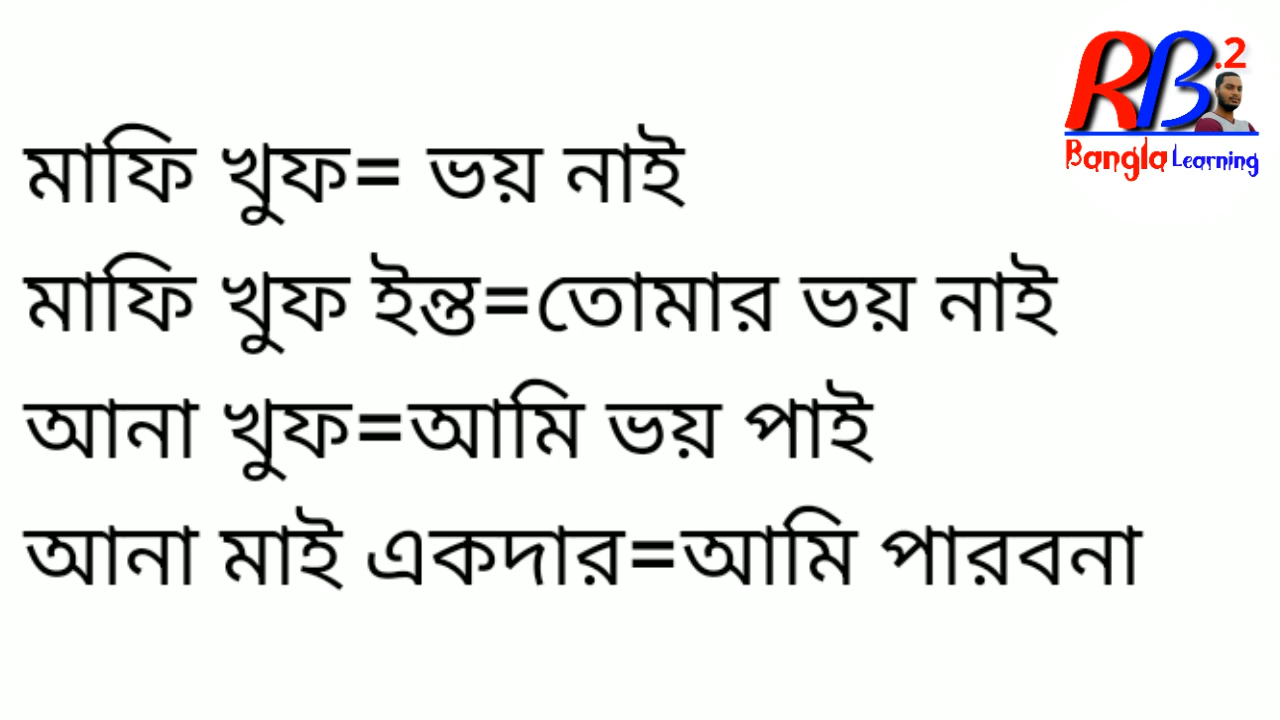 RB.2
Bangla Learning
মাফি খুফ= ভয় নাই
মাফি খুফ ইন্ত=তোমার ভয় নাই
আনা খুফ=আমি ভয় পাই
আনা মাই একদার=আমি পারবনা